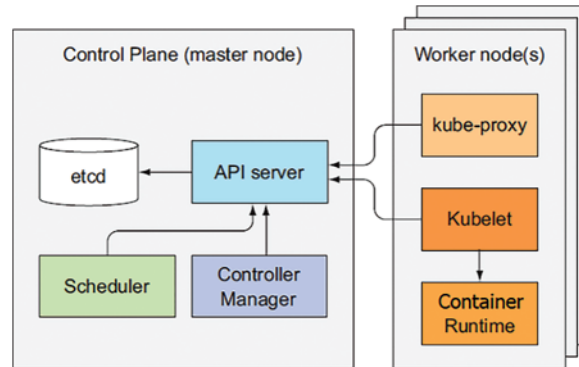 Control Plane (master node)
Worker node(s)
kube-proxy
etcd
API server
Kubelet
Scheduler
Controller
Manager
Container
Runtime